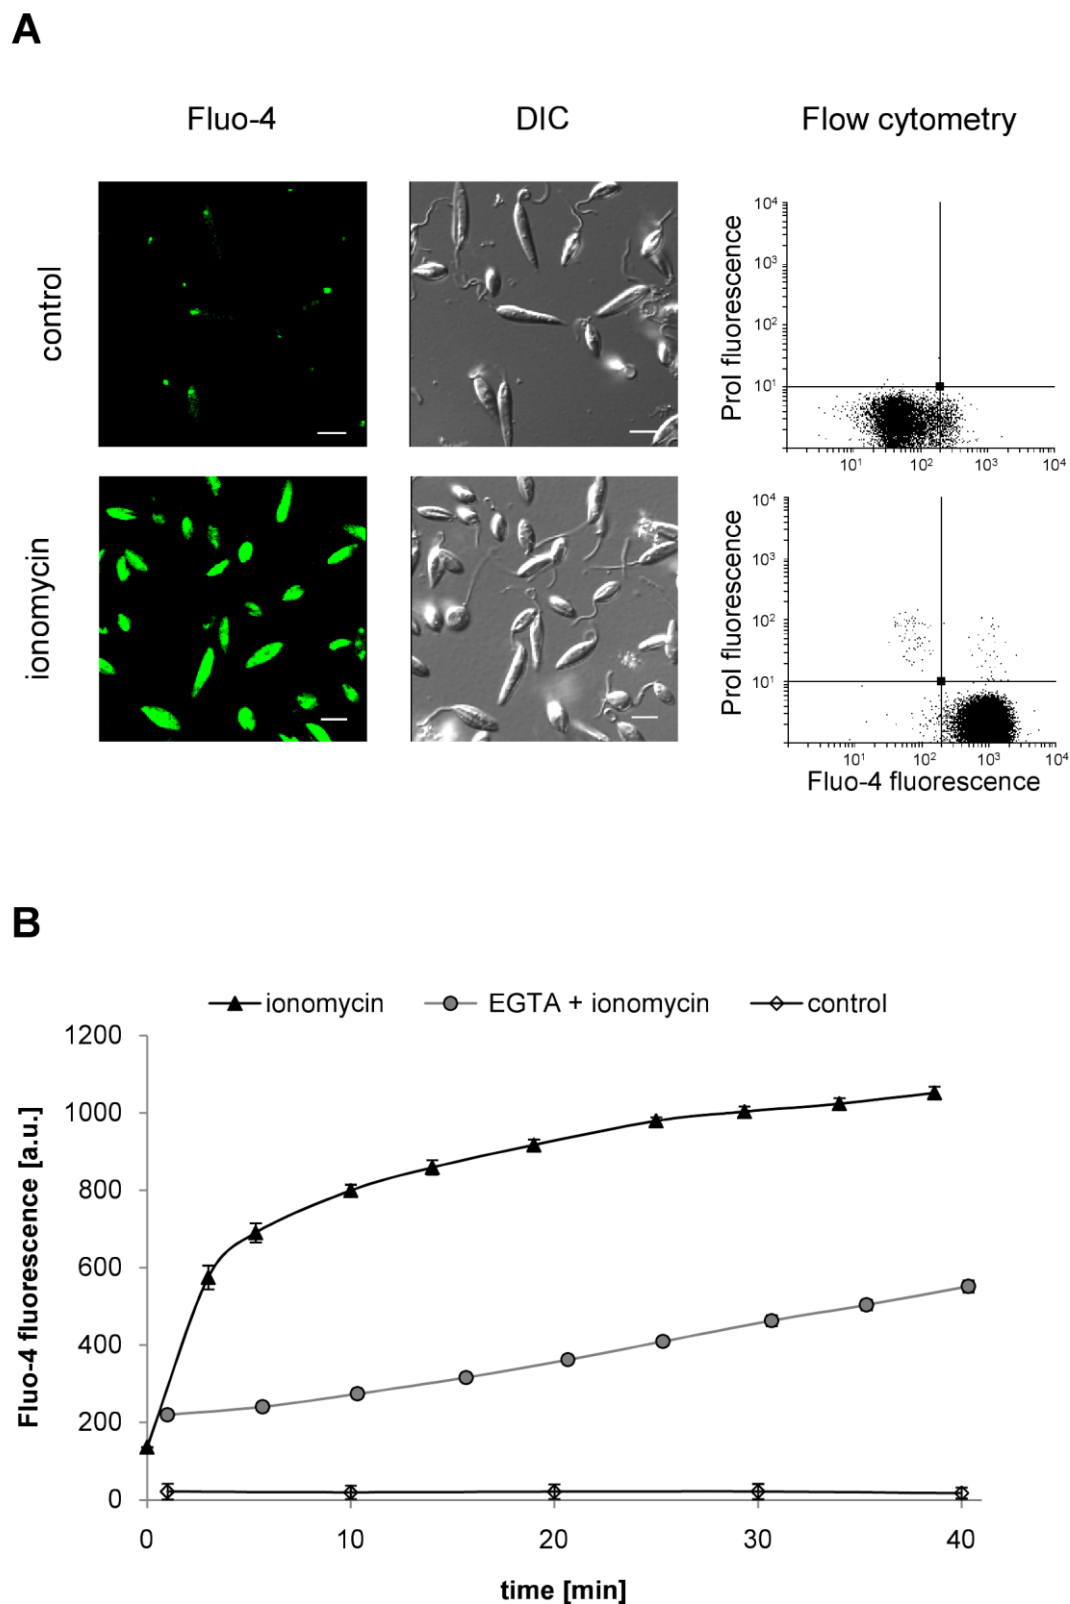 A
Fluo-4 DIC Flow cytometry
control
ProI fluorescence
10⁴
10³
10²
10¹
10¹ 10² 10³ 10⁴
ionomycin
ProI fluorescence
10⁴
10³
10²
10¹
10¹ 10² 10³ 10⁴
Fluo-4 fluorescence
B
ionomycin EGTA + ionomycin control
Fluo-4 fluorescence [a.u.]
1200
1000
800
600
400
200
0
0 10 20 30 40
time [min]